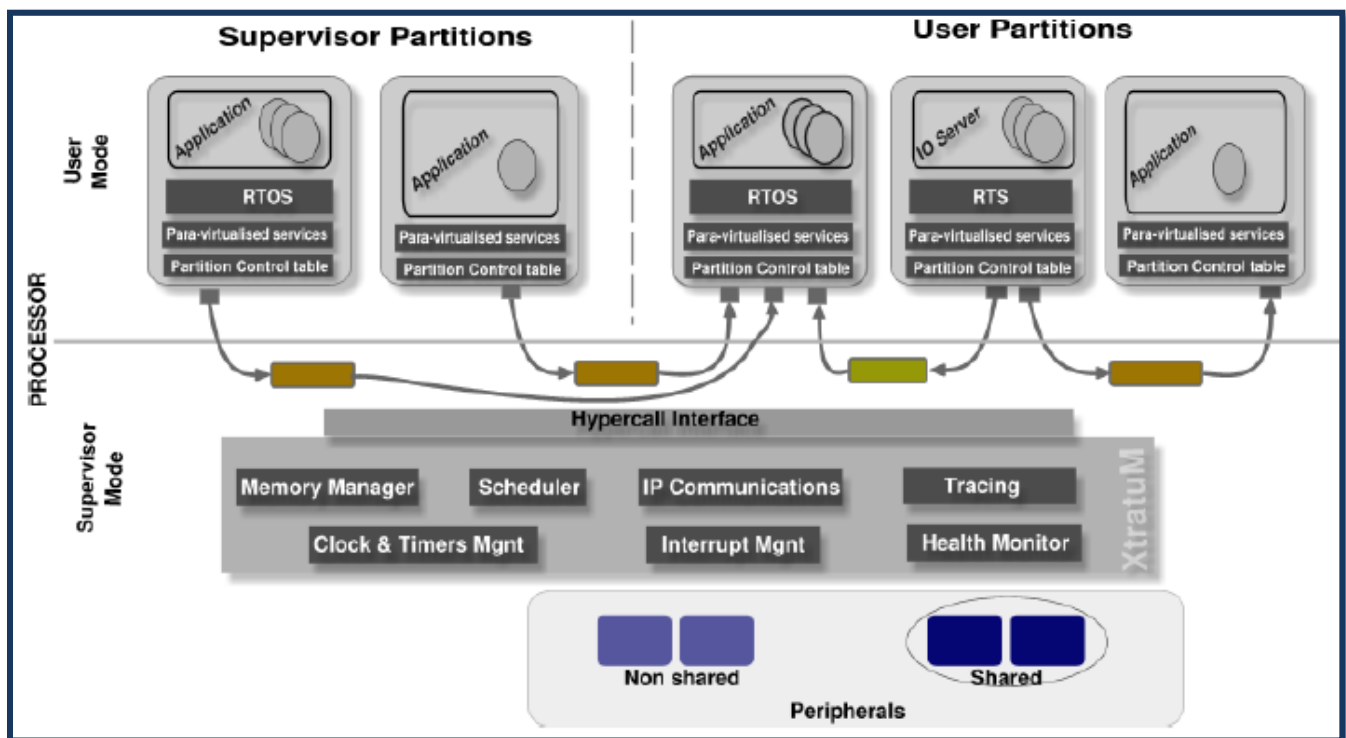 Supervisor Partitions
User Partitions
PROCESSOR
User
Mode
Application
RTOS
Para-virtualised services
Partition Control table
Application
Para-virtualised services
Partition Control table
Application
RTOS
Para-virtualised services
Partition Control table
IO Server
RTS
Para-virtualised services
Partition Control table
Application
Para-virtualised services
Partition Control table
Supervisor
Mode
Hypercall Interface
XtratuM
Memory Manager
Scheduler
IP Communications
Tracing
Clock & Timers Mgnt
Interrupt Mgnt
Health Monitor
Non shared
Shared
Peripherals